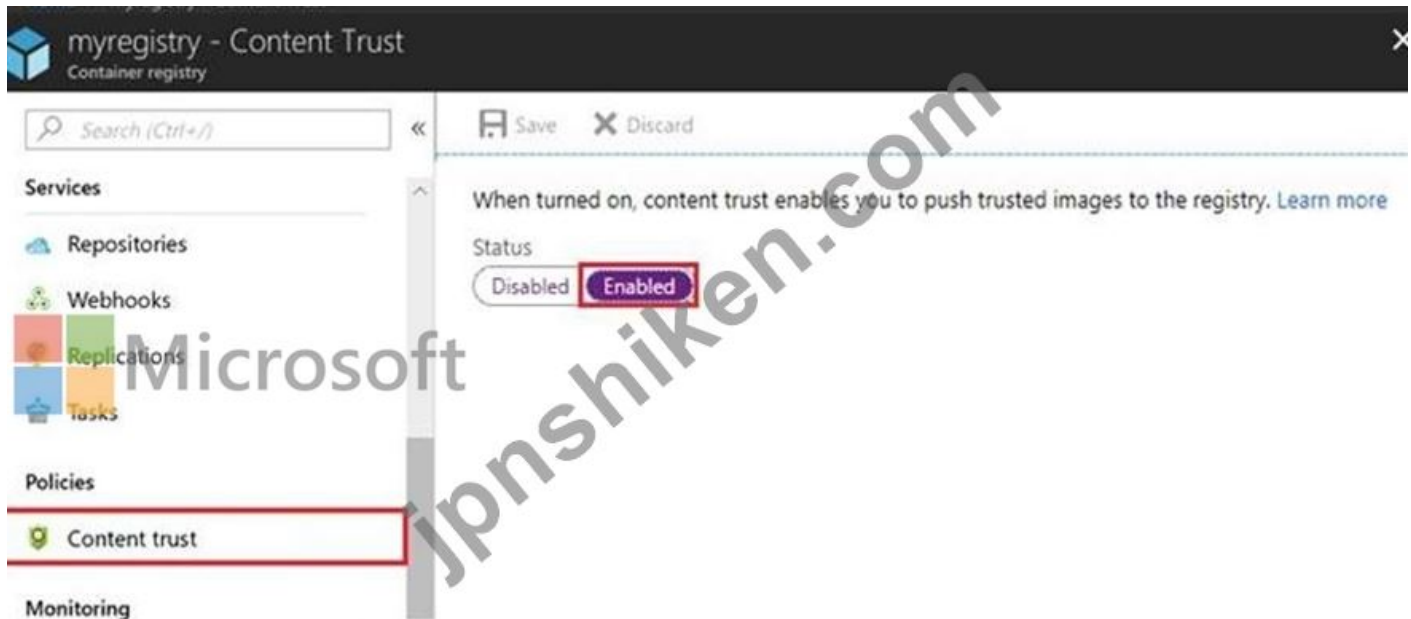 myregistry - Content Trust
Container registry
Search (Ctrl+/)
Save
Discard
Services
When turned on, content trust enables you to push trusted images to the registry. Learn more
Status
Disabled
Enabled
Repositories
Webhooks
Replications
Tasks
Microsoft
Policies
Content trust
Monitoring
jpnshiken.com